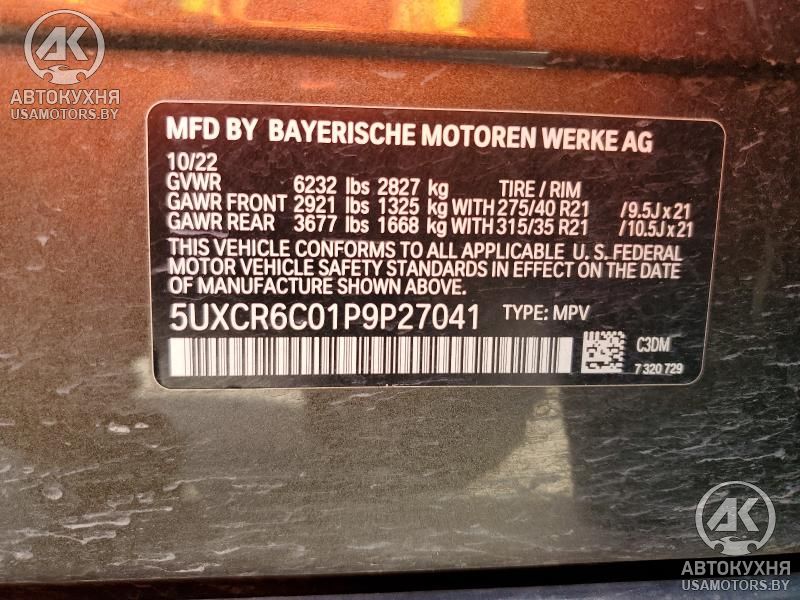 AK
АВТОКУХНЯ
USAMOTORS.BY
MFD BY BAYERISCHE MOTOREN WERKE AG
10/22
GVWR 6232 lbs 2827 kg TIRE / RIM
GAWR FRONT 2921 lbs 1325 kg WITH 275/40 R21 /9.5J x 21
GAWR REAR 3677 lbs 1668 kg WITH 315/35 R21 /10.5J x 21
THIS VEHICLE CONFORMS TO ALL APPLICABLE U. S. FEDERAL
MOTOR VEHICLE SAFETY STANDARDS IN EFFECT ON THE DATE
OF MANUFACTURE SHOWN ABOVE.
5UXCR6C01P9P27041 TYPE: MPV
C3DM
7 320 729
AK
АВТОКУХНЯ
USAMOTORS.BY